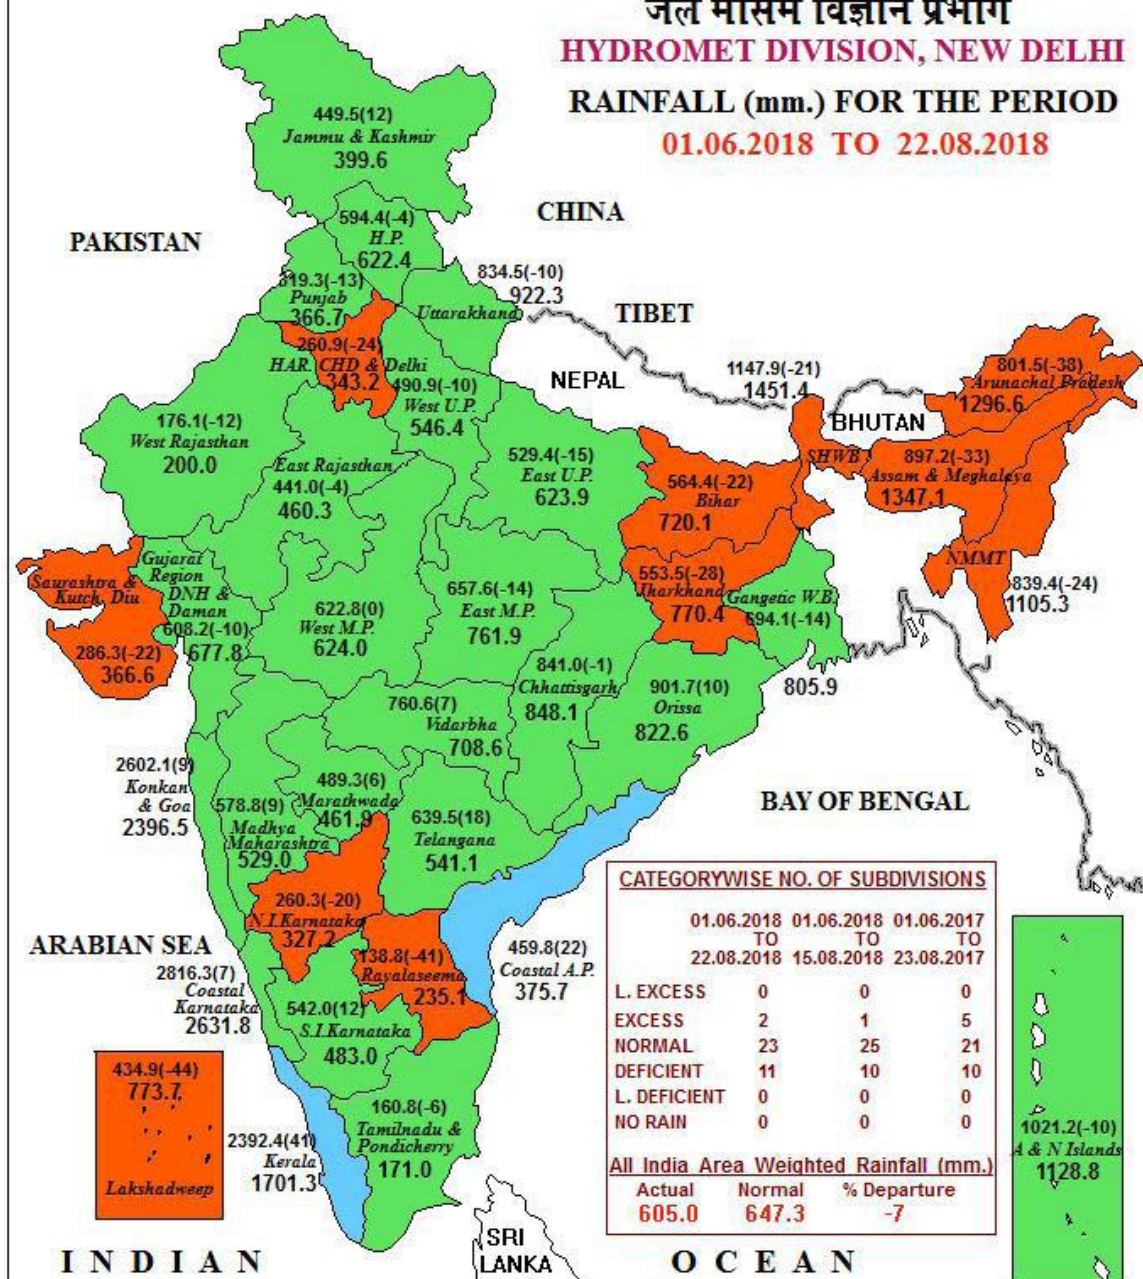 जल मौसम विज्ञान प्रभाग
HYDROMET DIVISION, NEW DELHI
RAINFALL (mm.) FOR THE PERIOD
01.06.2018 TO 22.08.2018
449.5(12)
Jammu & Kashmir
399.6
CHINA
594.4(-4)
H.P.
622.4
PAKISTAN
834.5(-10)
922.3
Uttarakhand
319.3(-13)
Punjab
366.7
TIBET
260.9(-24)
HAR. CHD & Delhi
343.2
490.9(-10)
West U.P.
546.4
NEPAL
1147.9(-21)
1451.4
SHWB
BHUTAN
801.5(-38)
Arunachal Pradesh
1296.6
176.1(-12)
West Rajasthan
200.0
East Rajasthan
441.0(-4)
460.3
529.4(-15)
East U.P.
623.9
564.4(-22)
Bihar
720.1
897.2(-33)
Assam & Meghalaya
1347.1
NMMT
839.4(-24)
1105.3
Saurashtra &
Kutch, Diu
286.3(-22)
366.6
Gujarat
Region
DNH &
Daman
608.2(-10)
677.8
622.8(0)
West M.P.
624.0
657.6(-14)
East M.P.
761.9
553.5(-28)
Jharkhand
770.4
Gangetic W.B.
694.1(-14)
805.9
841.0(-1)
Chhattisgarh
848.1
901.7(10)
Orissa
822.6
760.6(7)
Vidarbha
708.6
2602.1(9)
Konkan
& Goa
2396.5
578.8(9)
Madhya
Maharashtra
529.0
489.3(6)
Marathwada
461.9
639.5(18)
Telangana
541.1
BAY OF BENGAL
260.3(-20)
N.I.Karnataka
327.2
138.8(-41)
Rayalaseema
235.1
459.8(22)
Coastal A.P.
375.7
ARABIAN SEA
2816.3(7)
Coastal
Karnataka
2631.8
542.0(12)
S.I.Karnataka
483.0
434.9(-44)
773.7
Lakshadweep
2392.4(41)
Kerala
1701.3
160.8(-6)
Tamilnadu &
Pondicherry
171.0
CATEGORYWISE NO. OF SUBDIVISIONS
01.06.2018 01.06.2018 01.06.2017
TO TO TO
22.08.2018 15.08.2018 23.08.2017
L. EXCESS 0 0 0
EXCESS 2 1 5
NORMAL 23 25 21
DEFICIENT 11 10 10
L. DEFICIENT 0 0 0
NO RAIN 0 0 0
All India Area Weighted Rainfall (mm.)
Actual Normal % Departure
605.0 647.3 -7
1021.2(-10)
A & N Islands
1128.8
SRI
LANKA
INDIAN OCEAN